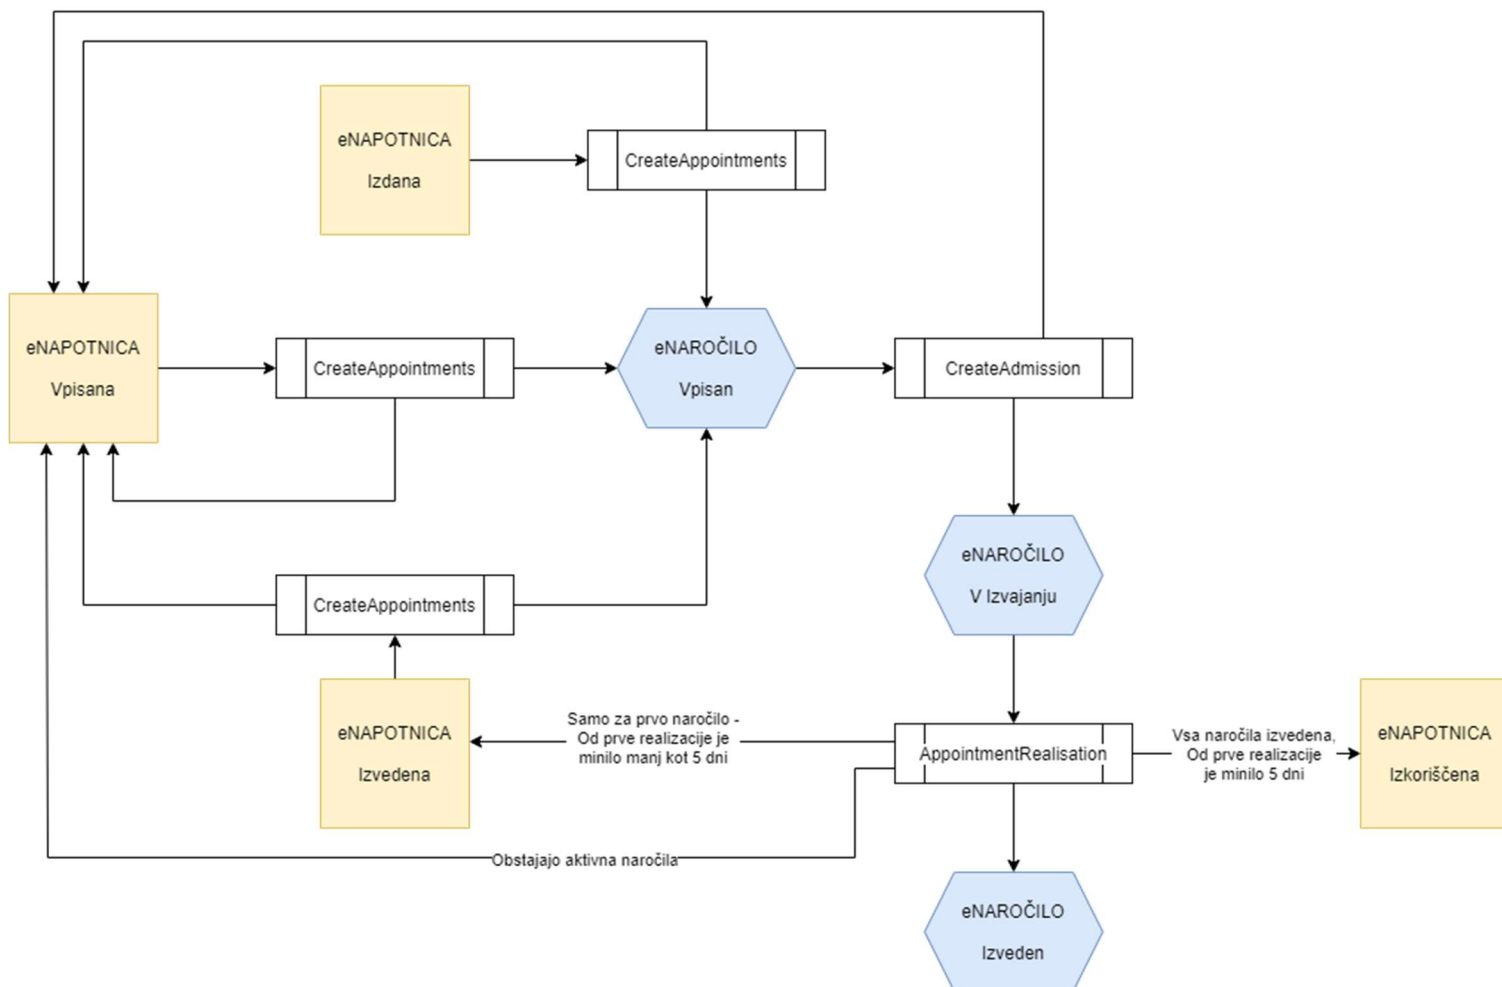 eNAPOTNICA
Izdana
CreateAppointments
eNAPOTNICA
Vpisana
CreateAppointments
eNAROČILO
Vpisan
CreateAdmission
eNAROČILO
V Izvajanju
CreateAppointments
eNAPOTNICA
Izvedena
Samo za prvo naročilo -
Od prve realizacije je
minilo manj kot 5 dni
AppointmentRealisation
Vsa naročila izvedena,
Od prve realizacije
je minilo 5 dni
eNAPOTNICA
Izkoriščena
Obstajajo aktivna naročila
eNAROČILO
Izveden